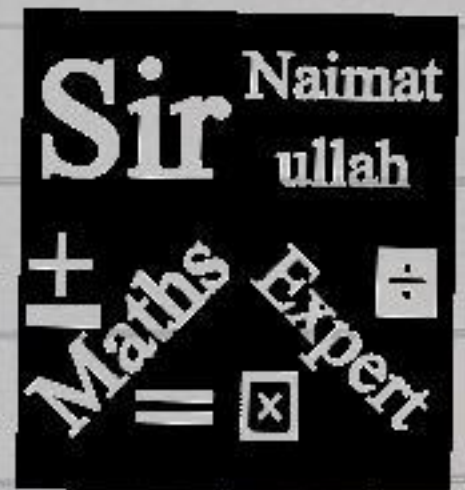 Sir Naimat
ullah
+
−
Maths
Expert
÷
=
×